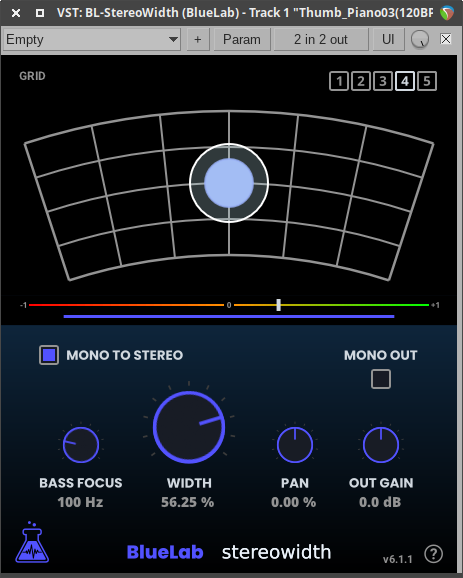 VST: BL-StereoWidth (BlueLab) - Track 1 "Thumb_Piano03(120BP
Empty + Param 2 in 2 out UI
GRID 1 2 3 4 5
-1 0 +1
MONO TO STEREO MONO OUT
BASS FOCUS WIDTH PAN OUT GAIN
100 Hz 56.25 % 0.00 % 0.0 dB
BlueLab stereowidth v6.1.1 ?